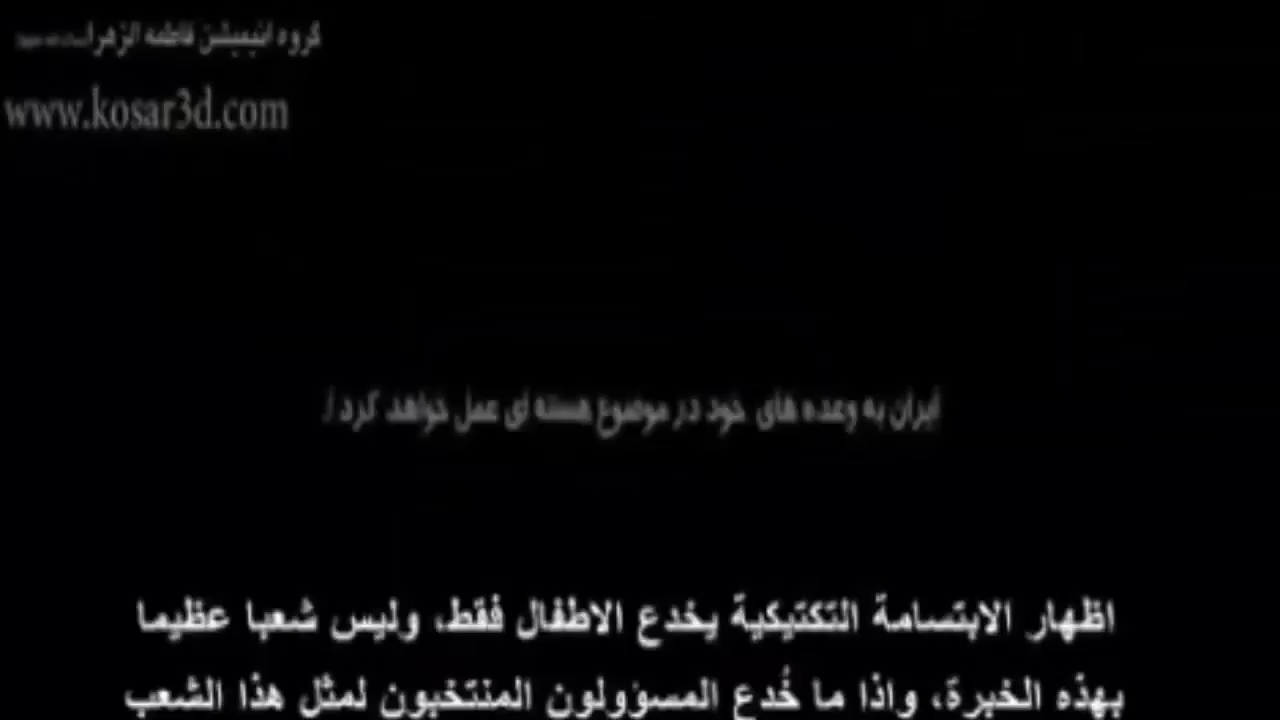 گروه انیمیشن فاطمه الزهرا
www.kosar3d.com
ایران به وعده های خود در موضوع هسته ای عمل خواهد کرد /
اظهار الابتسامة التكتيكية يخدع الاطفال فقط، وليس شعبا عظيما
بهذه الخبرة، واذا ما خُدع المسؤولون المنتخبون لمثل هذا الشعب